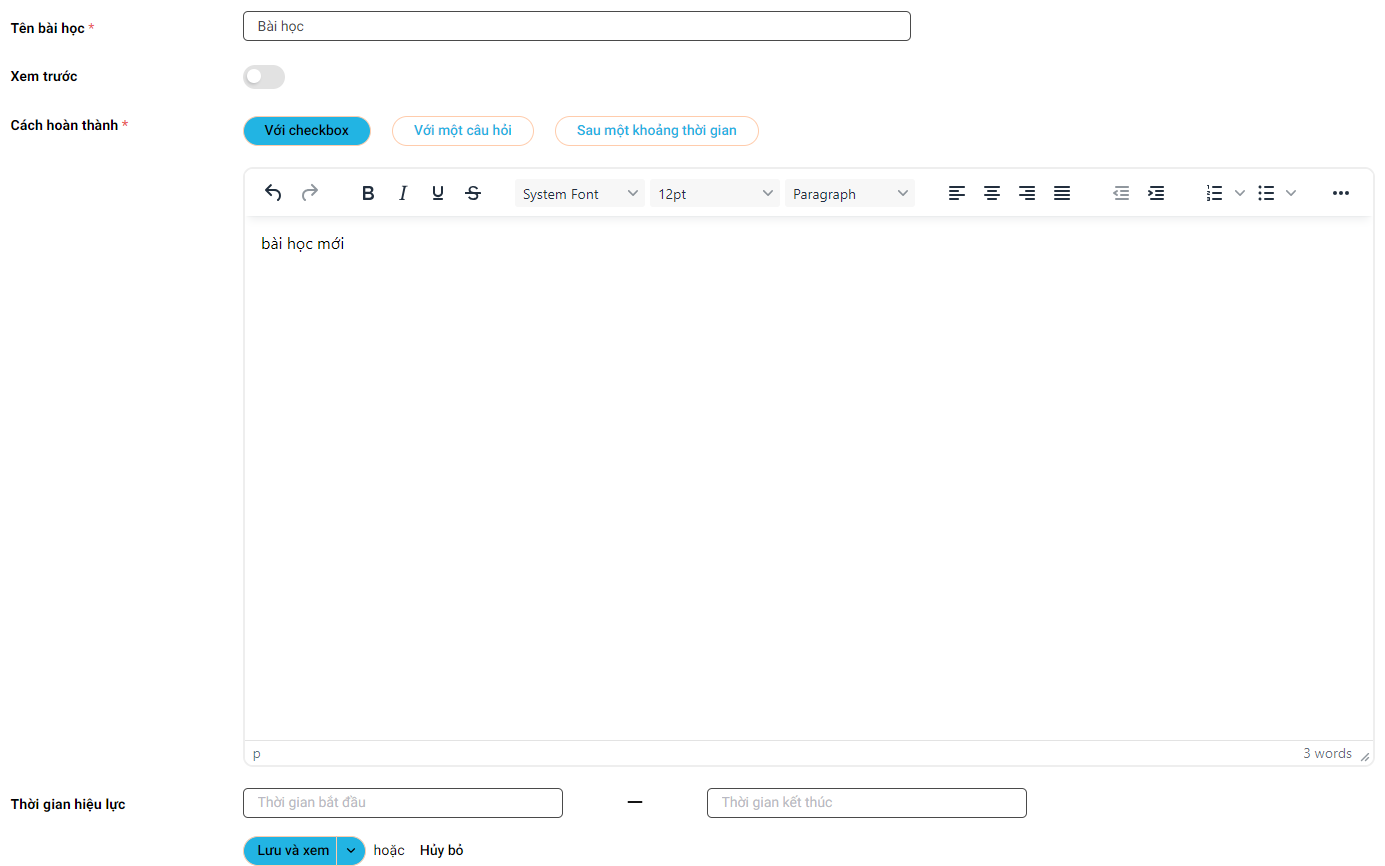 Tên bài học *
Bài học
Xem trước
Cách hoàn thành *
Với checkbox
Với một câu hỏi
Sau một khoảng thời gian
B I U S System Font 12pt Paragraph
bài học mới
p
3 words
Thời gian hiệu lực
Thời gian bắt đầu
Thời gian kết thúc
Lưu và xem hoặc Hủy bỏ